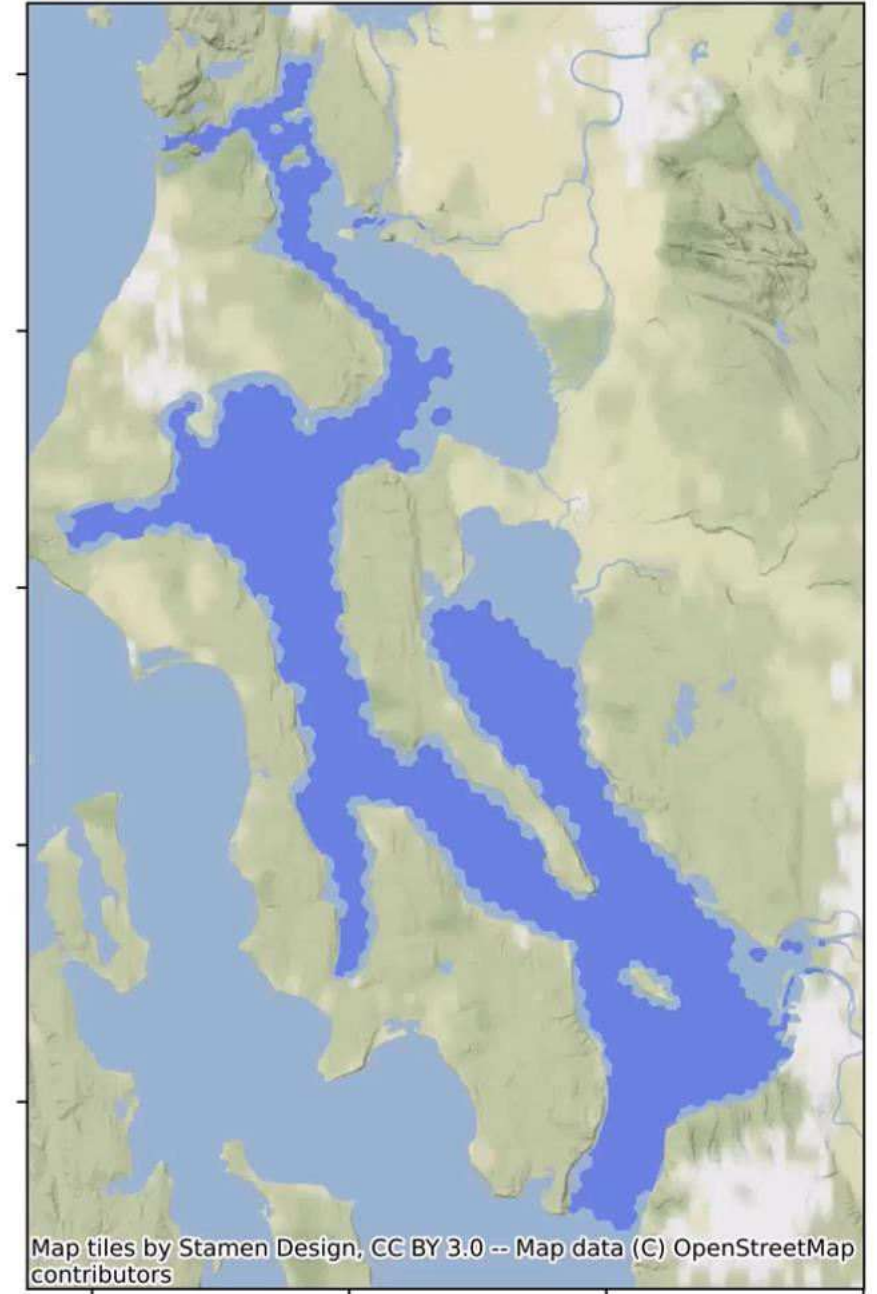 Map tiles by Stamen Design, CC BY 3.0 -- Map data (C) OpenStreetMap
contributors